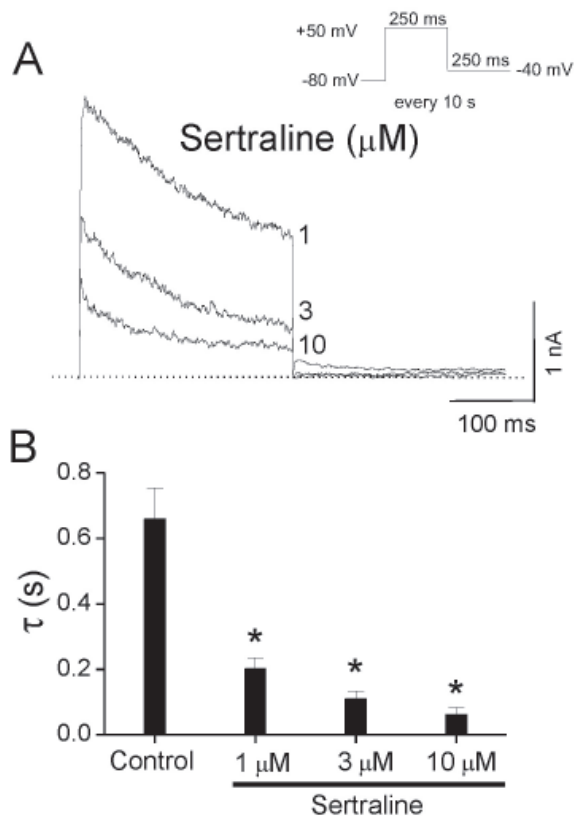 A
250 ms
+50 mV
250 ms
-80 mV
-40 mV
every 10 s
Sertraline (μM)
1
3
10
1 nA
100 ms
B
0.8
0.6
0.4
0.2
0.0
τ (s)
*
*
*
Control
1 μM
3 μM
10 μM
Sertraline